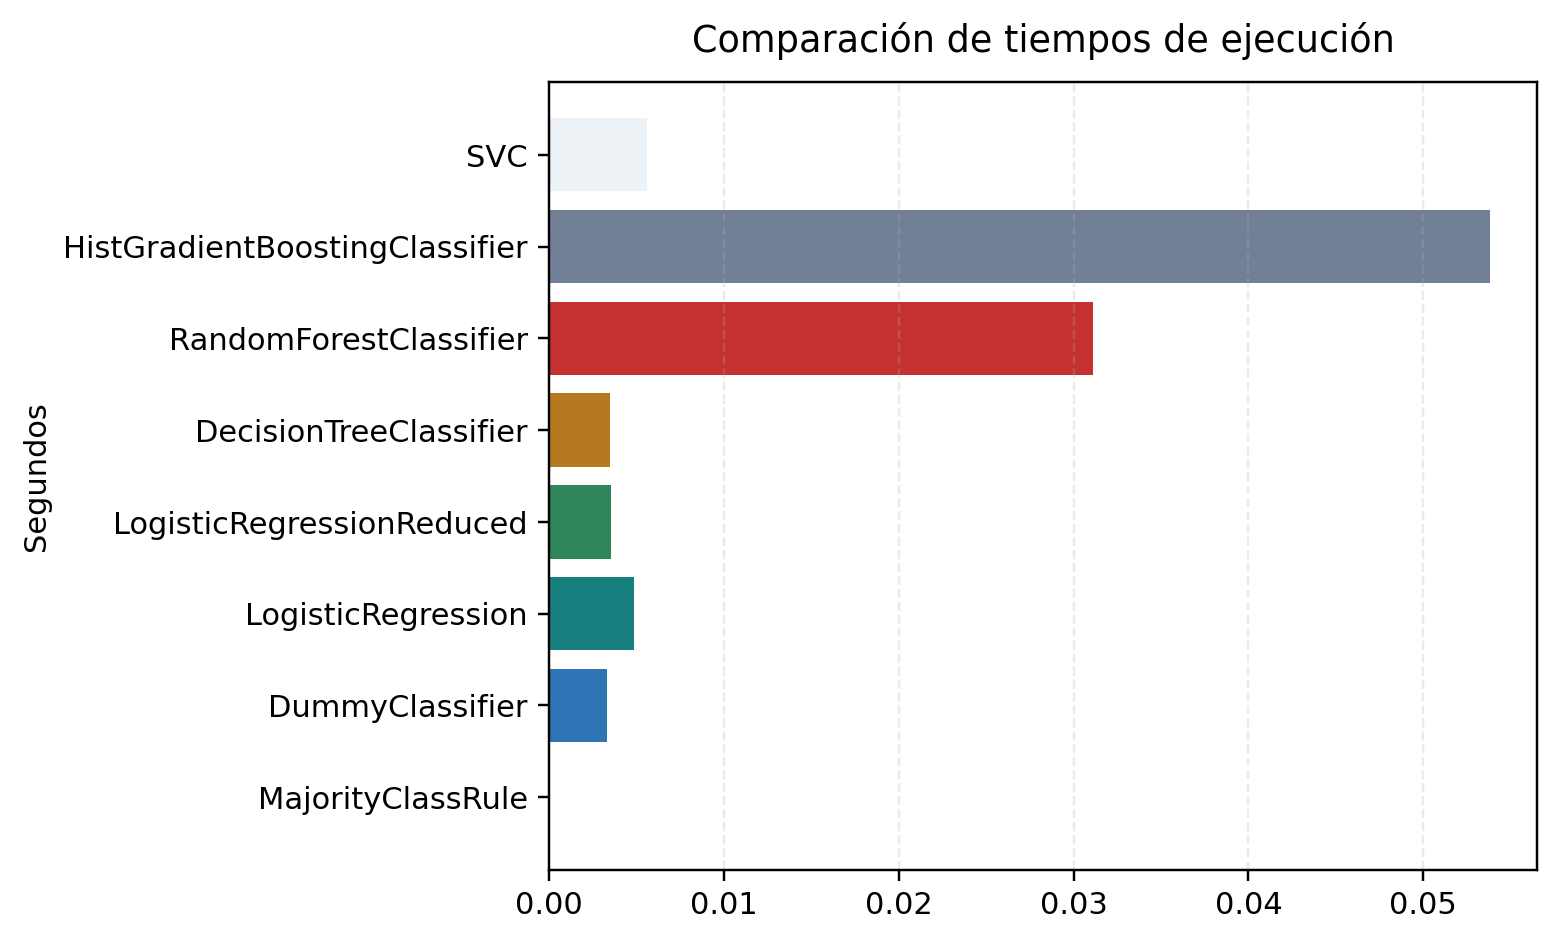 Comparación de tiempos de ejecución
SVC
HistGradientBoostingClassifier
RandomForestClassifier
DecisionTreeClassifier
LogisticRegressionReduced
LogisticRegression
DummyClassifier
MajorityClassRule
Segundos
0.00 0.01 0.02 0.03 0.04 0.05